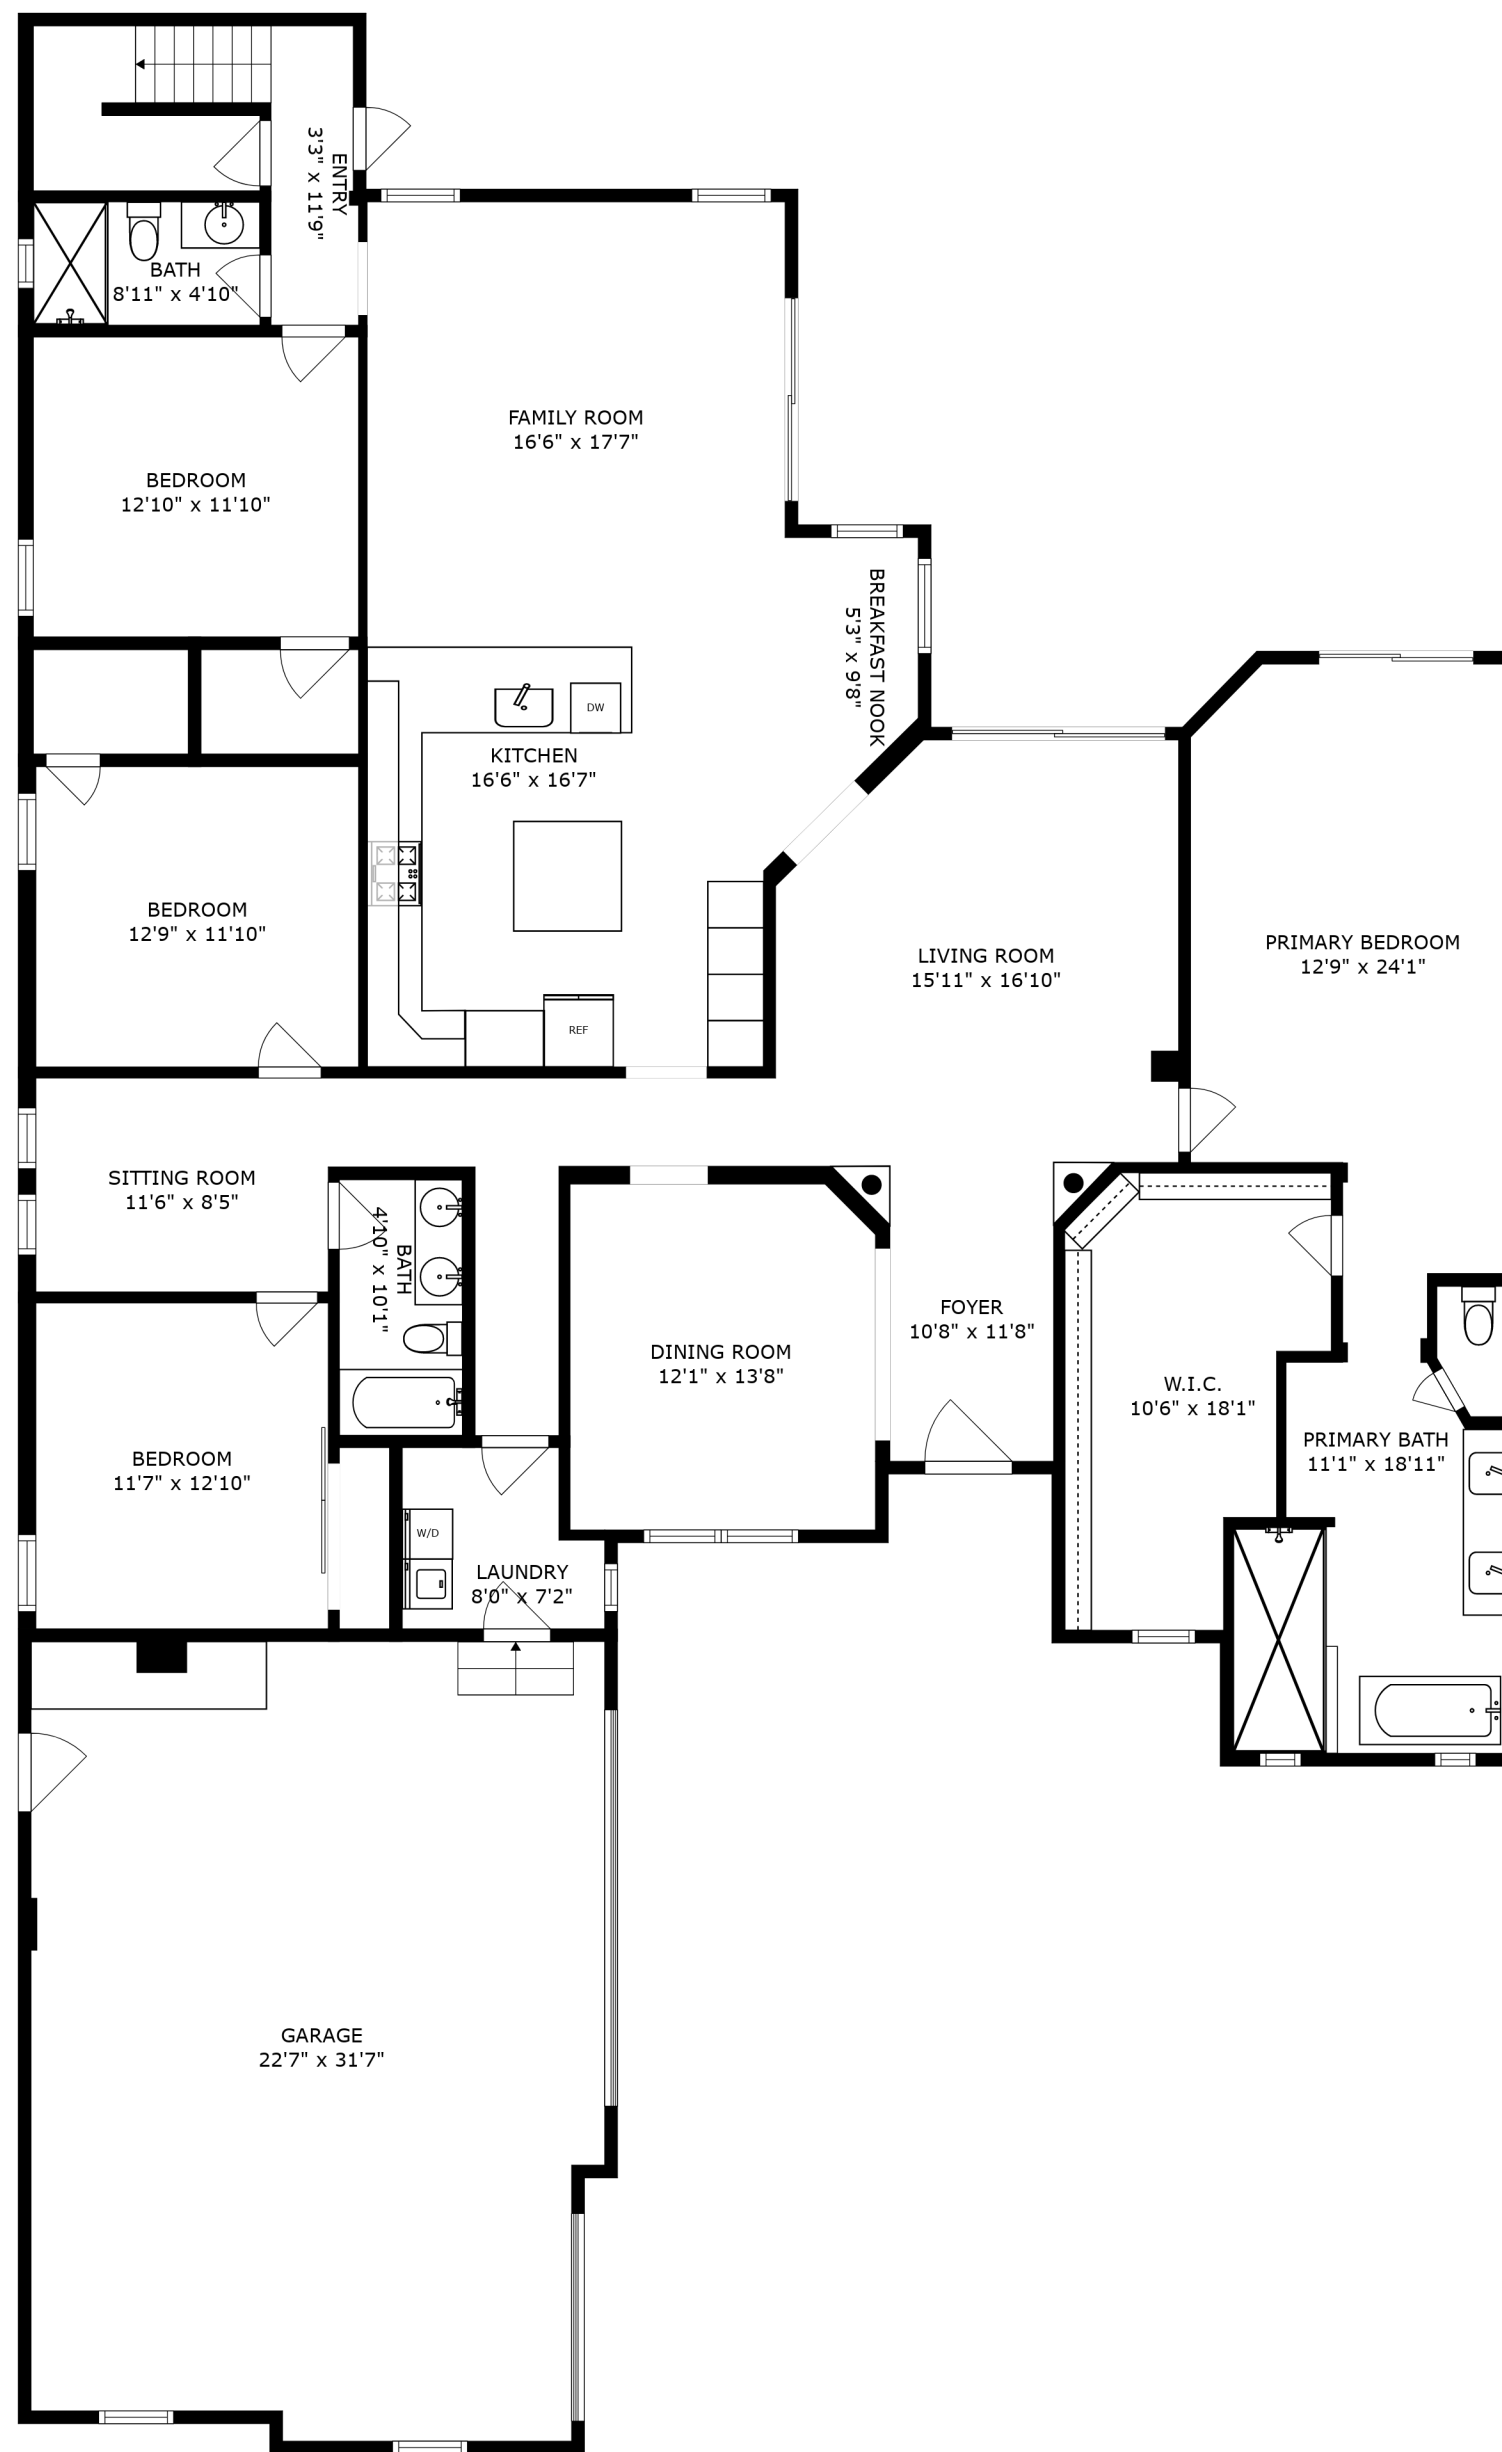 ENTRY
3'3" x 11'9"
BATH
8'11" x 4'10"
FAMILY ROOM
16'6" x 17'7"
BEDROOM
12'10" x 11'10"
BREAKFAST NOOK
5'3" x 9'8"
DW
KITCHEN
16'6" x 16'7"
BEDROOM
12'9" x 11'10"
LIVING ROOM
15'11" x 16'10"
PRIMARY BEDROOM
12'9" x 24'1"
REF
SITTING ROOM
11'6" x 8'5"
BATH
4'10" x 10'1"
FOYER
10'8" x 11'8"
DINING ROOM
12'1" x 13'8"
W.I.C.
10'6" x 18'1"
PRIMARY BATH
11'1" x 18'11"
BEDROOM
11'7" x 12'10"
W/D
LAUNDRY
8'0" x 7'2"
GARAGE
22'7" x 31'7"